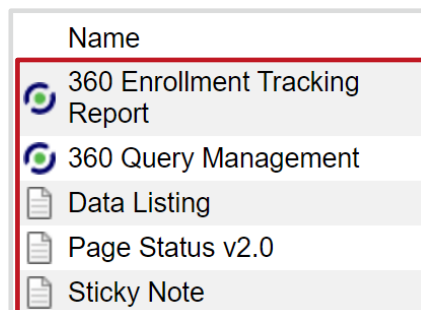 Name
360 Enrollment Tracking
Report
360 Query Management
Data Listing
Page Status v2.0
Sticky Note